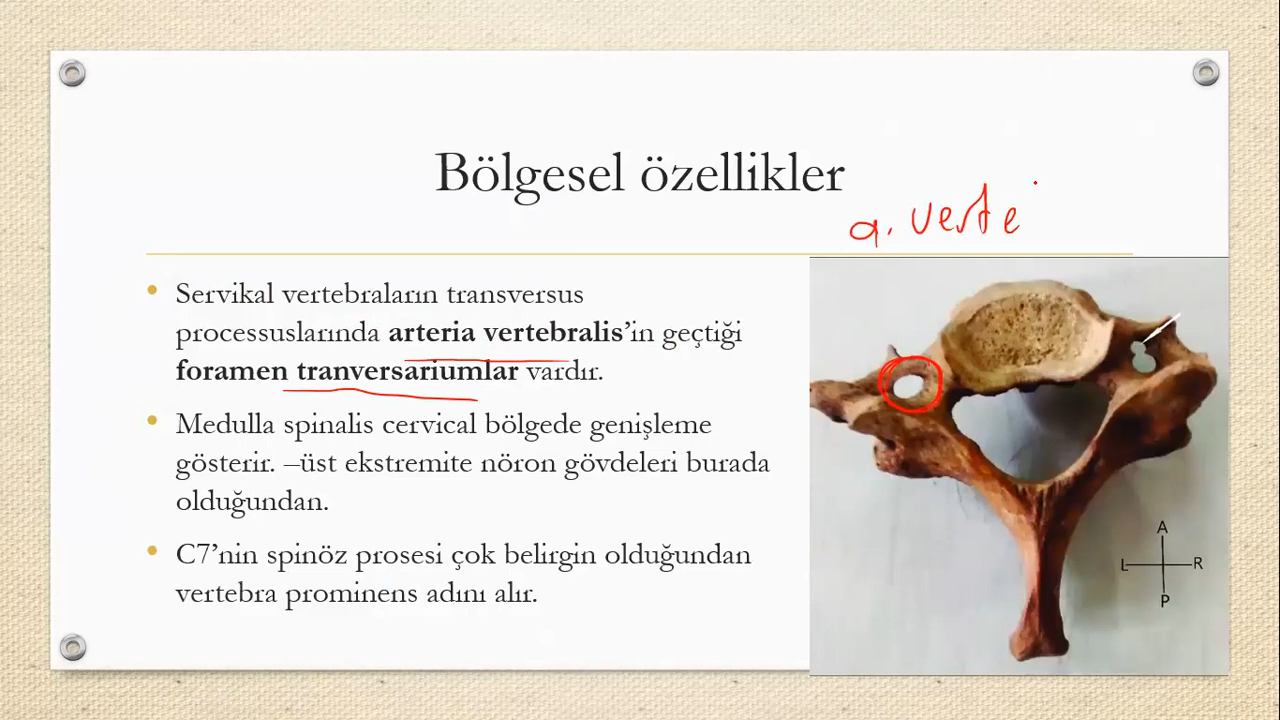 Bölgesel özellikler
a. verte
Servikal vertebraların transversus
processuslarında arteria vertebralis’in geçtiği
foramen tranversariumlar vardır.
Medulla spinalis cervical bölgede genişleme
gösterir. –üst ekstremite nöron gövdeleri burada
olduğundan.
C7’nin spinöz prosesi çok belirgin olduğundan
vertebra prominens adını alır.
A
L R
P